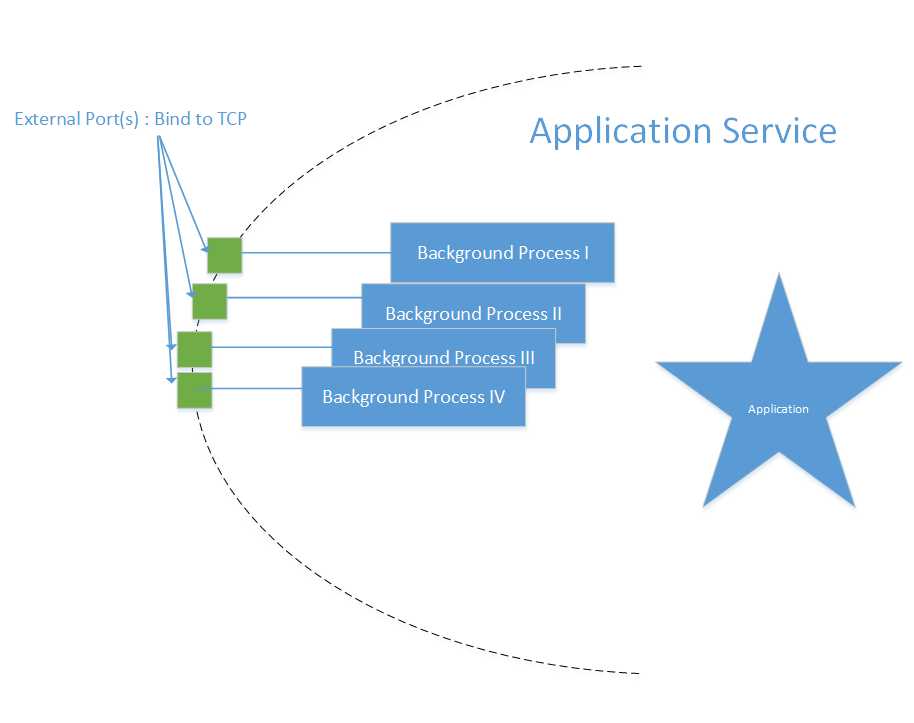 External Port(s) : Bind to TCP
Application Service
Background Process I
Background Process II
Background Process III
Background Process IV
Application